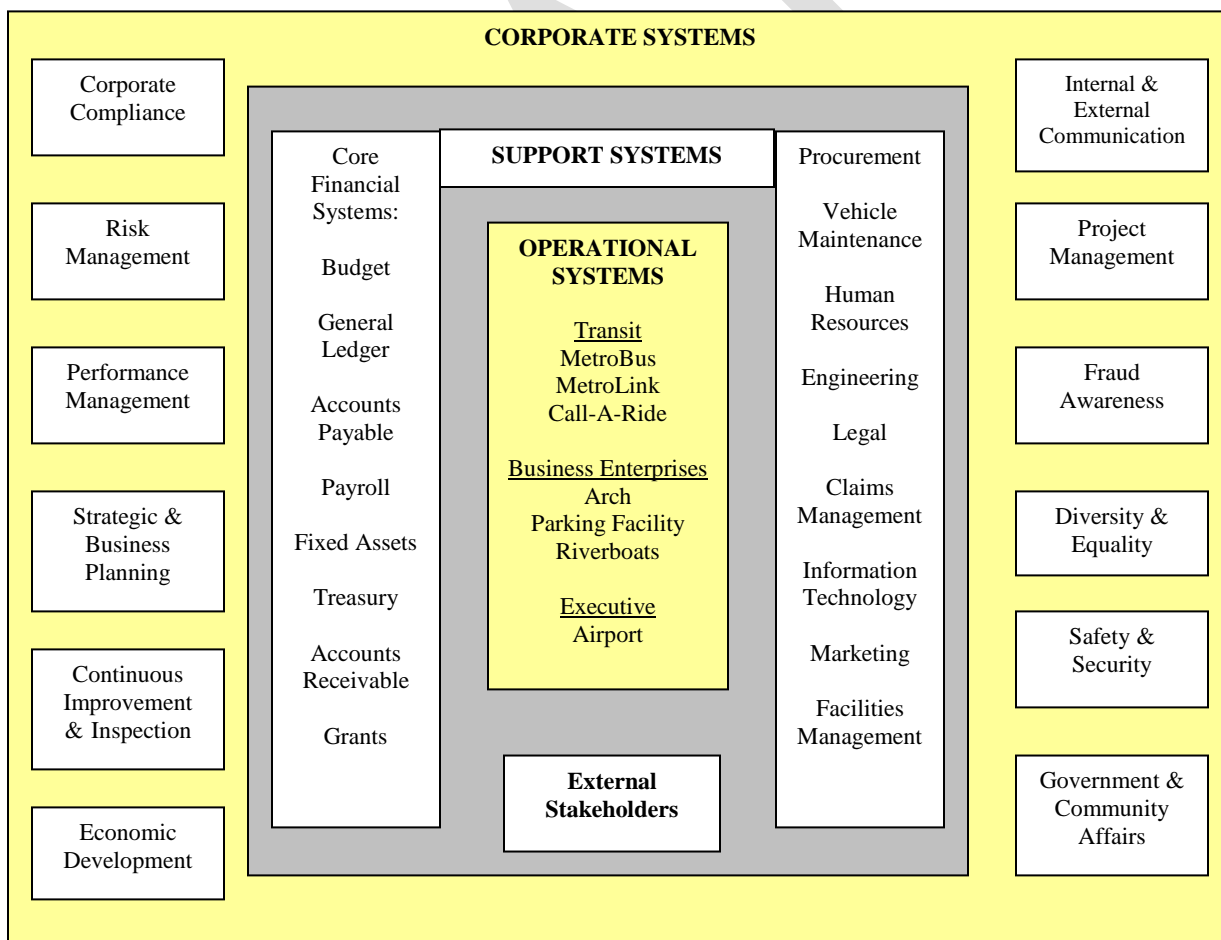 CORPORATE SYSTEMS
Corporate
Compliance
Risk
Management
Performance
Management
Strategic &
Business
Planning
Continuous
Improvement
& Inspection
Economic
Development
Core
Financial
Systems:
Budget
General
Ledger
Accounts
Payable
Payroll
Fixed Assets
Treasury
Accounts
Receivable
Grants
SUPPORT SYSTEMS
OPERATIONAL
SYSTEMS
Transit
MetroBus
MetroLink
Call-A-Ride
Business Enterprises
Arch
Parking Facility
Riverboats
Executive
Airport
External
Stakeholders
Procurement
Vehicle
Maintenance
Human
Resources
Engineering
Legal
Claims
Management
Information
Technology
Marketing
Facilities
Management
Internal &
External
Communication
Project
Management
Fraud
Awareness
Diversity &
Equality
Safety &
Security
Government &
Community
Affairs